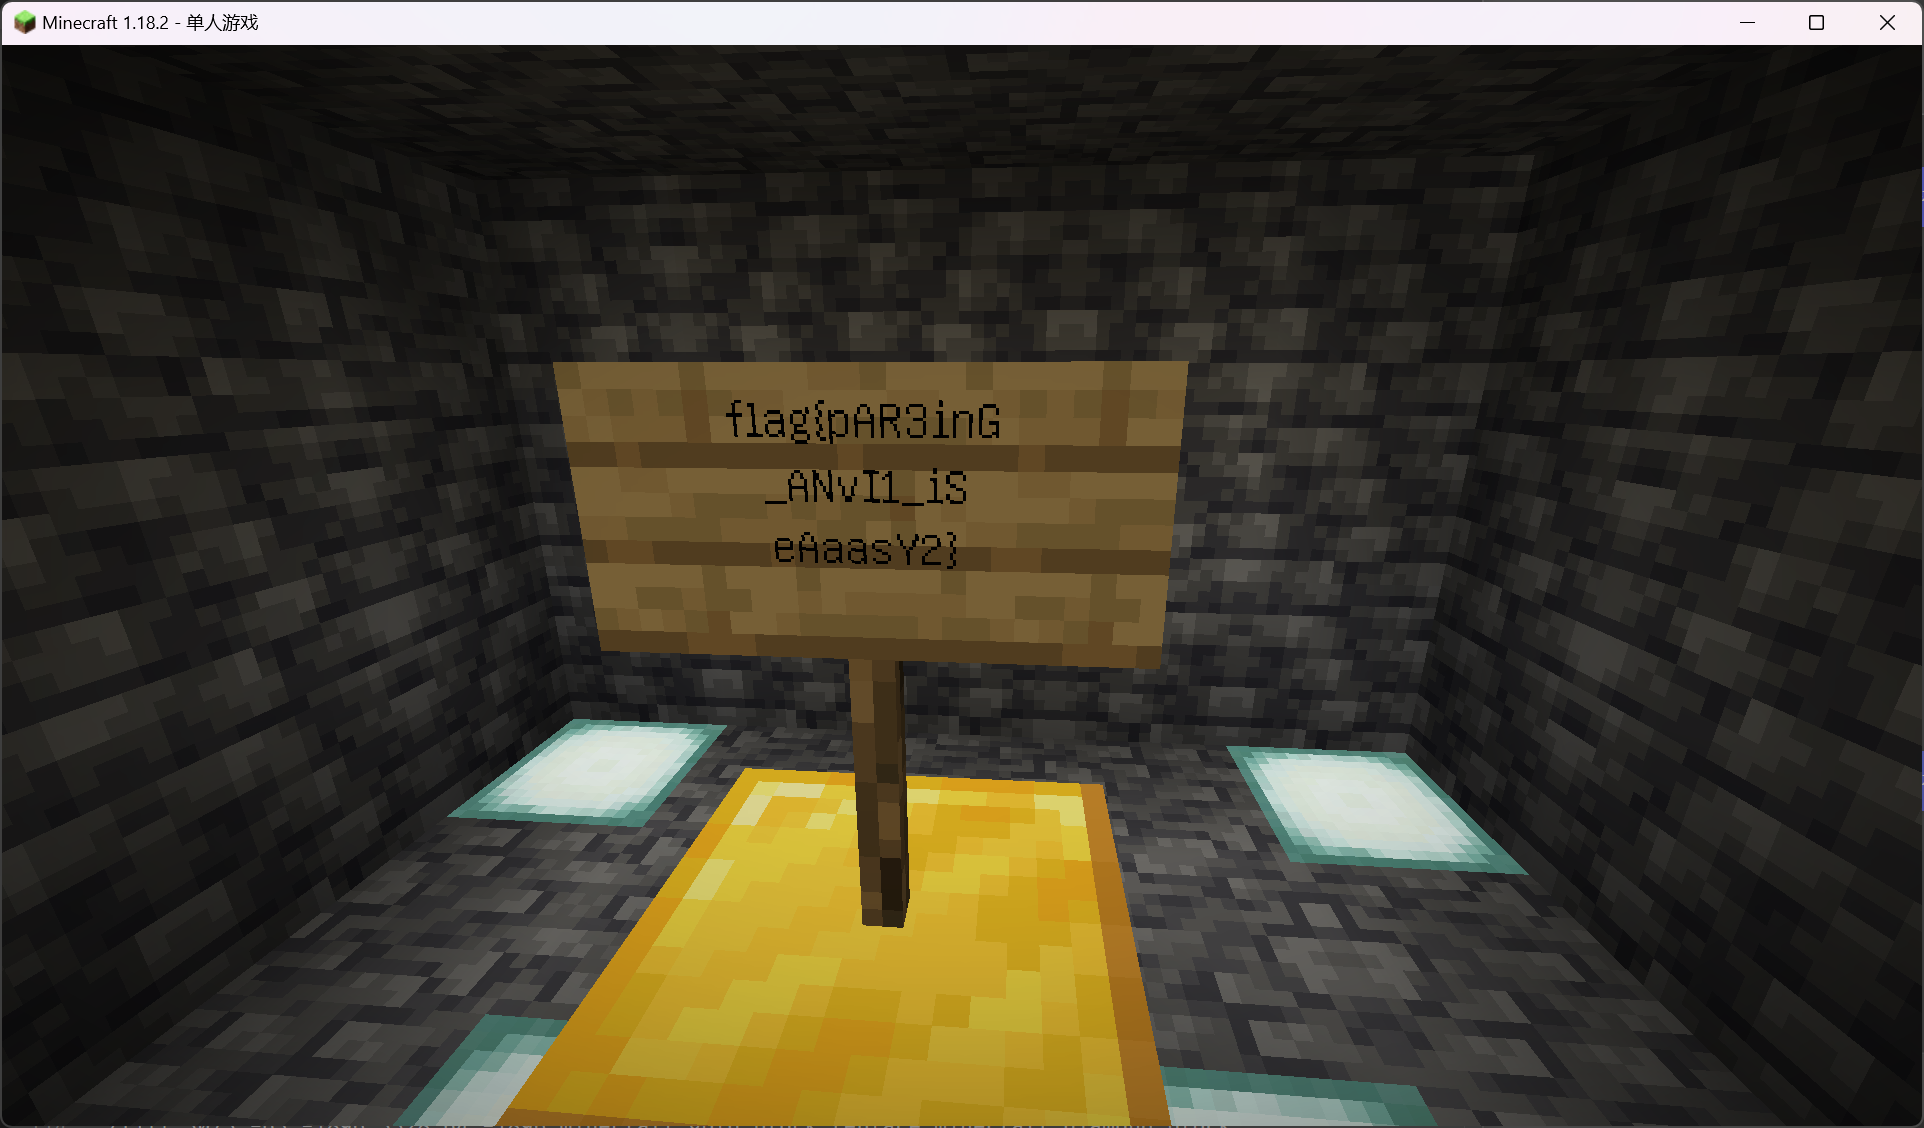 Minecraft 1.18.2 - 单人游戏
flag{pAR3inG
_ANvI1_iS
eAaasY2}